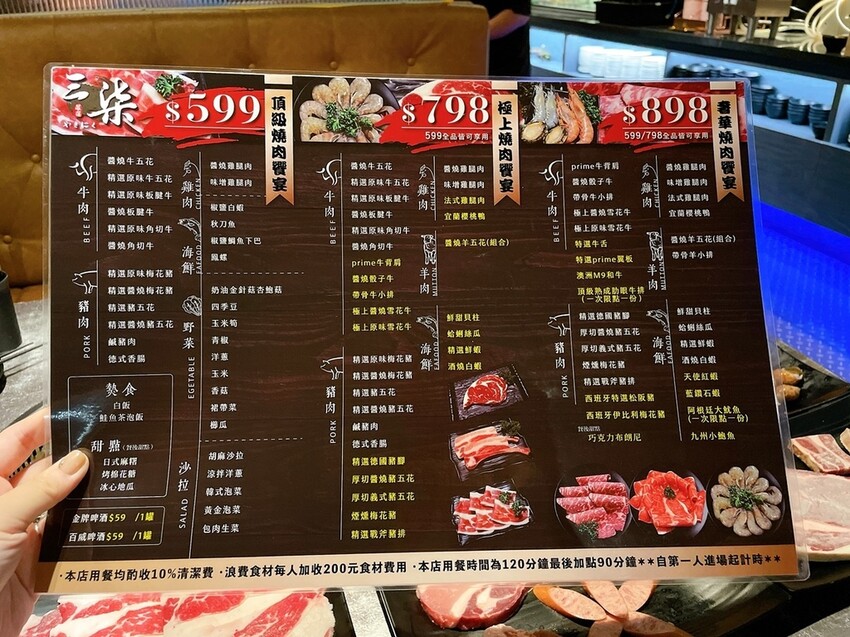 三柒
$599
頂級燒肉饗宴
牛肉
BEEF
醬燒牛五花
精選原味牛五花
精選原味板腱牛
醬燒板腱牛
精選原味角切牛
醬燒角切牛
豬肉
PORK
精選原味梅花豬
精選醬燒梅花豬
精選豬五花
精選醬燒豬五花
鹹豬肉
德式香腸
熟食
白飯
鮭魚茶泡飯
甜點
日式麻糬
烤棉花糖
冰心地瓜
金牌啤酒$59 /1罐
百威啤酒$59 /1罐
雞肉
CHICKEN
醬燒雞腿肉
味增雞腿肉
海鮮
SEAFOOD
椒鹽白蝦
秋刀魚
椒鹽鯛魚下巴
鳳螺
野菜
VEGETABLE
奶油金針菇杏鮑菇
四季豆
玉米筍
青椒
洋蔥
玉米
香菇
裙帶菜
櫛瓜
沙拉
SALAD
胡麻沙拉
涼拌洋蔥
韓式泡菜
黃金泡菜
包肉生菜
$798
599全品皆可享用
極上燒肉饗宴
牛肉
BEEF
醬燒牛五花
精選原味牛五花
精選原味板腱牛
醬燒板腱牛
精選原味角切牛
醬燒角切牛
prime牛背肩
醬燒骰子牛
帶骨牛小排
極上醬燒雪花牛
極上原味雪花牛
豬肉
PORK
精選原味梅花豬
精選醬燒梅花豬
精選豬五花
精選醬燒豬五花
鹹豬肉
德式香腸
精選德國豬腳
厚切醬燒豬五花
厚切義式豬五花
煙燻梅花豬
精選戰斧豬排
雞肉
CHICKEN
醬燒雞腿肉
味增雞腿肉
法式雞腿肉
宜蘭櫻桃鴨
羊肉
MUTTON
醬燒羊五花(組合)
海鮮
SEAFOOD
鮮甜貝柱
蛤蜊絲瓜
精選鮮蝦
酒燒白蝦
$898
599/798全品皆可享用
奢華燒肉饗宴
牛肉
BEEF
prime牛背肩
醬燒骰子牛
帶骨牛小排
極上醬燒雪花牛
極上原味雪花牛
特選牛舌
特選prime翼板
澳洲M9和牛
頂級熟成肋眼牛排
(一次限點一份)
豬肉
PORK
精選德國豬腳
厚切醬燒豬五花
厚切義式豬五花
煙燻梅花豬
精選戰斧豬排
西班牙特選松阪豬
西班牙伊比利梅花豬
巧克力布朗尼
雞肉
CHICKEN
醬燒雞腿肉
味增雞腿肉
法式雞腿肉
宜蘭櫻桃鴨
羊肉
MUTTON
醬燒羊五花(組合)
帶骨羊小排
海鮮
SEAFOOD
鮮甜貝柱
蛤蜊絲瓜
精選鮮蝦
酒燒白蝦
天使紅蝦
藍鑽石蝦
阿根廷大魷魚
(一次限點一份)
九州小鮑魚
·本店用餐均酌收10%清潔費 ·浪費食材每人加收200元食材費用 ·本店用餐時間為120分鐘最後加點90分鐘**自第一人進場起計時**